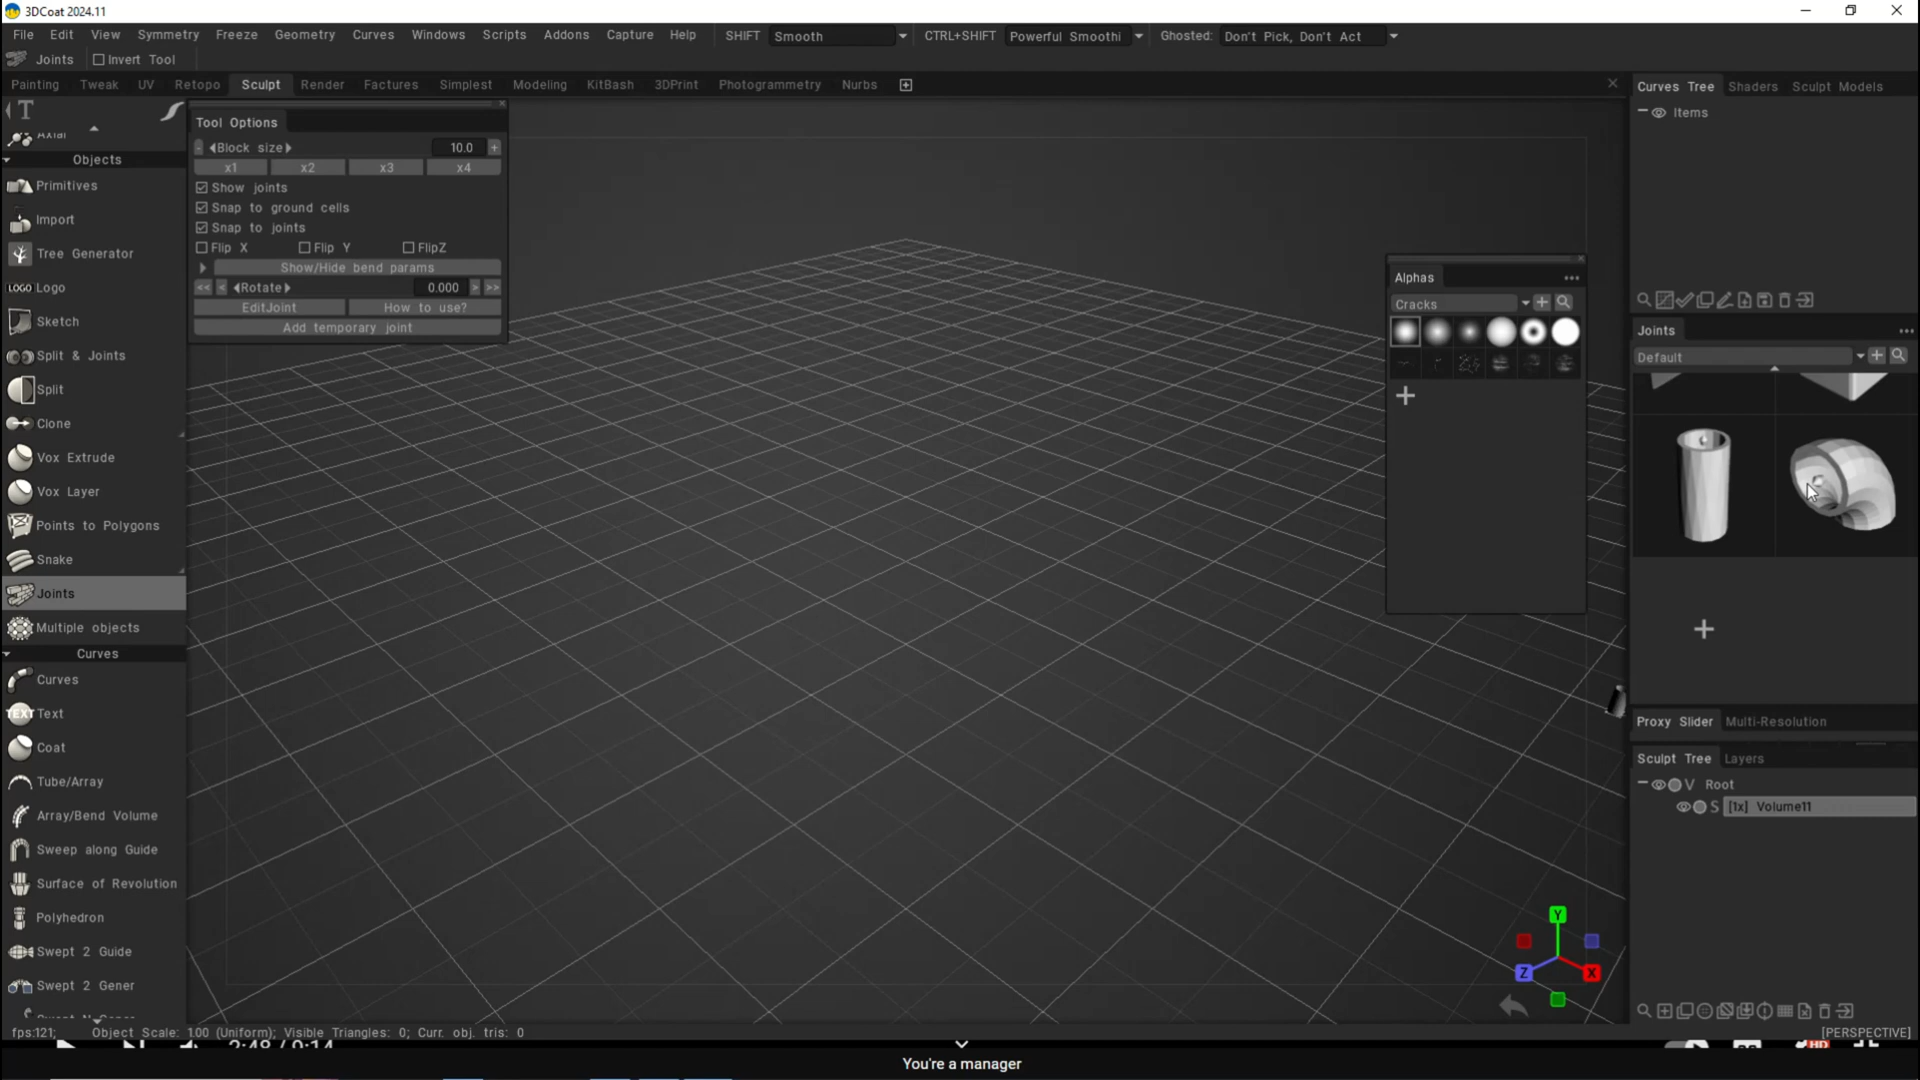 3DCoat 2024.11
File Edit View Symmetry Freeze Geometry Curves Windows Scripts Addons Capture Help SHIFT Smooth CTRL+SHIFT Powerful Smoothi Ghosted: Don't Pick, Don't Act
Joints Invert Tool
Painting Tweak UV Retopo Sculpt Render Factures Simplest Modeling KitBash 3DPrint Photogrammetry Nurbs
Curves Tree Shaders Sculpt Models
Items
T
Axial
Objects
Primitives
Import
Tree Generator
LOGO Logo
Sketch
Split & Joints
Split
Clone
Vox Extrude
Vox Layer
Points to Polygons
Snake
Joints
Multiple objects
Curves
Curves
TEXT Text
Coat
Tube/Array
Array/Bend Volume
Sweep along Guide
Surface of Revolution
Polyhedron
Swept 2 Guide
Swept 2 Gener
Tool Options
Block size 10.0 +
x1 x2 x3 x4
Show joints
Snap to ground cells
Snap to joints
Flip X Flip Y FlipZ
Show/Hide bend params
<< < Rotate 0.000 > >>
EditJoint How to use?
Add temporary joint
Alphas
Cracks
Joints
Default
Proxy Slider Multi-Resolution
Sculpt Tree Layers
V Root
S [1x] Volume11
Y
Z
X
fps:121; Object Scale: 1.00 (Uniform); Visible Triangles: 0; Curr. obj. tris: 0
[PERSPECTIVE]
2:48 / 9:14
HD
You're a manager